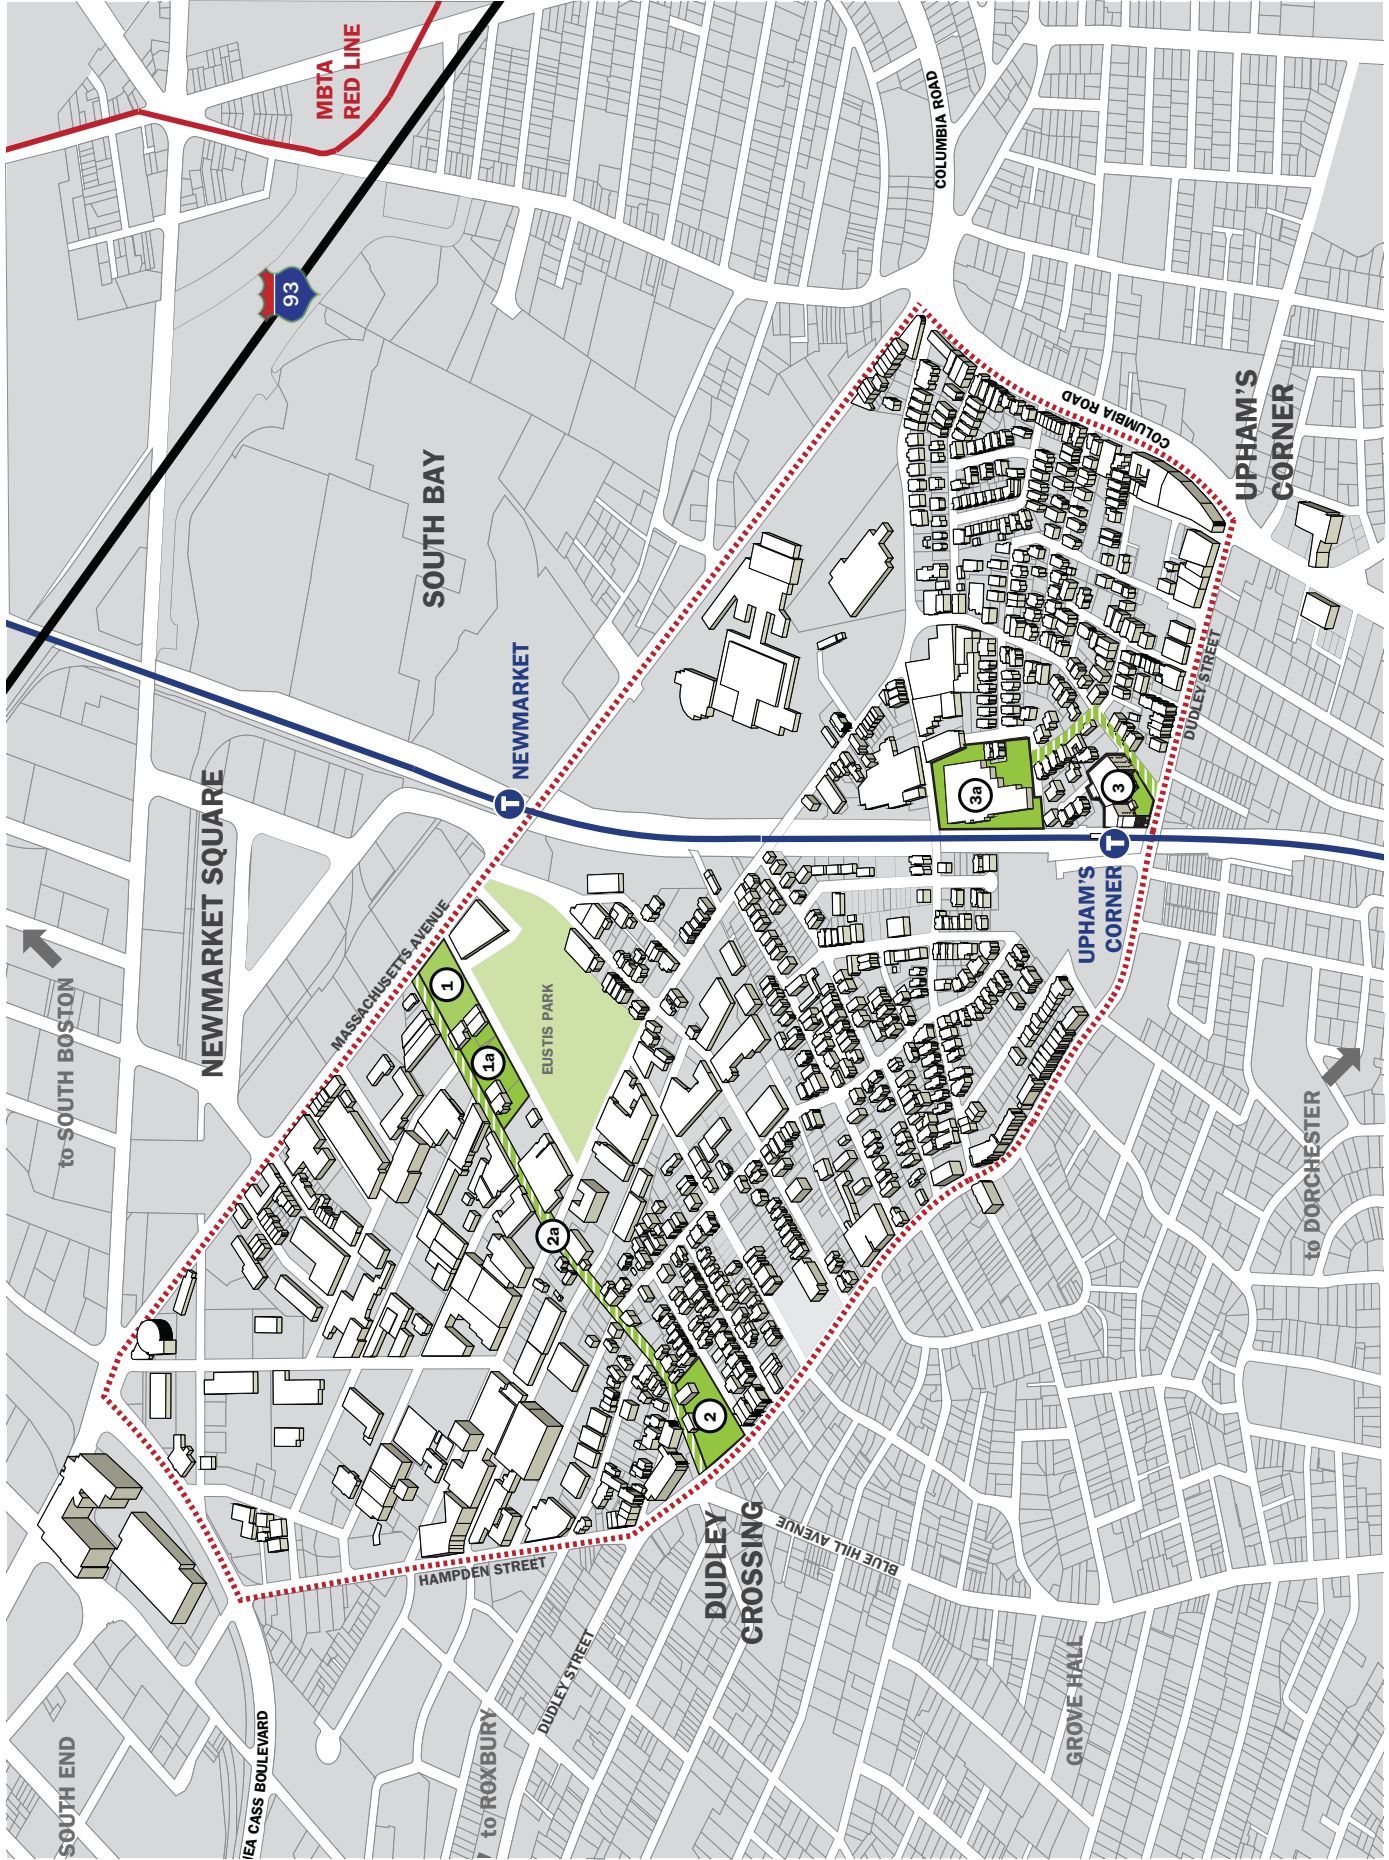 SOUTH END
NEA CASS BOULEVARD
to ROXBURY
DUDLEY STREET
GROVE HALL
HAMPDEN STREET
DUDLEY
CROSSING
BLUE HILL AVENUE
to SOUTH BOSTON
NEWMARKET SQUARE
MASSACHUSETTS AVENUE
1
1a
EUSTIS PARK
2a
2
to DORCHESTER
T
NEWMARKET
T
UPHAM'S
CORNER
3a
3
DUDLEY STREET
SOUTH BAY
93
MBTA
RED LINE
COLUMBIA ROAD
COLUMBIA ROAD
UPHAM'S
CORNER